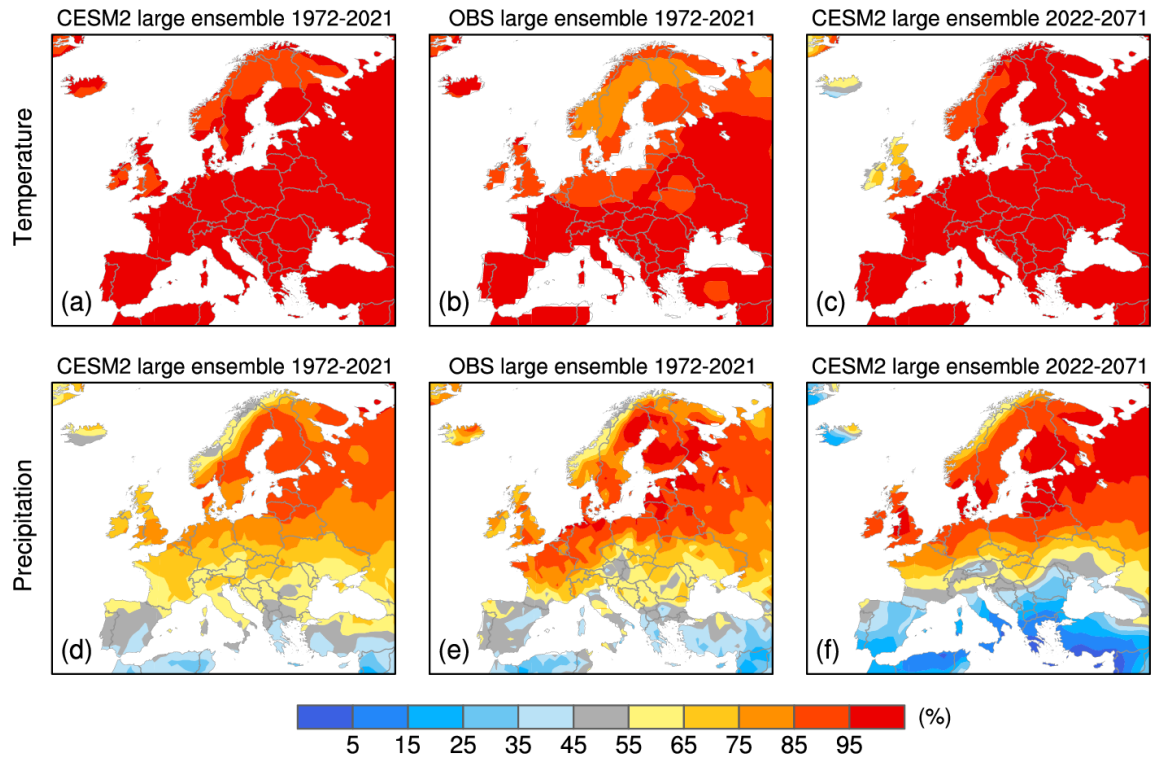 CESM2 large ensemble 1972-2021 OBS large ensemble 1972-2021 CESM2 large ensemble 2022-2071
Temperature
(a) (b) (c)
CESM2 large ensemble 1972-2021 OBS large ensemble 1972-2021 CESM2 large ensemble 2022-2071
Precipitation
(d) (e) (f)
(%)
5 15 25 35 45 55 65 75 85 95